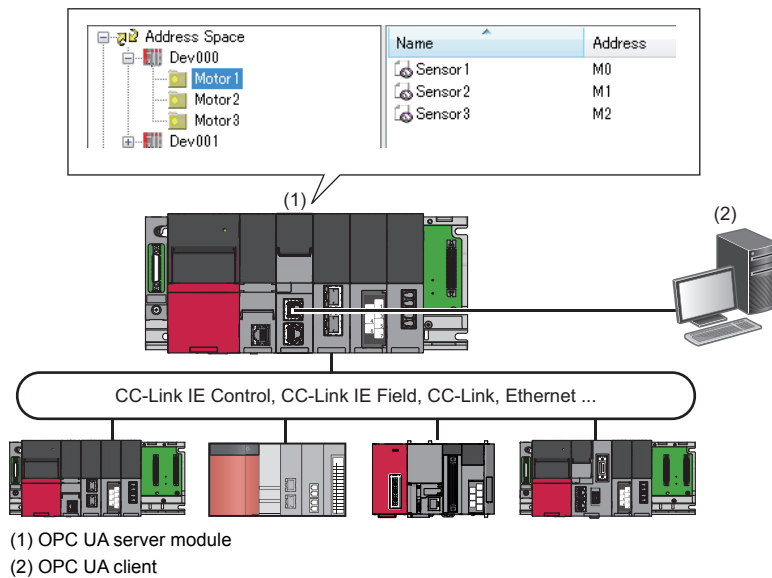 Address Space
Dev000
Motor1
Motor2
Motor3
Dev001
Name Address
Sensor1 M0
Sensor2 M1
Sensor3 M2
(1)
(2)
CC-Link IE Control, CC-Link IE Field, CC-Link, Ethernet ...
(1) OPC UA server module
(2) OPC UA client